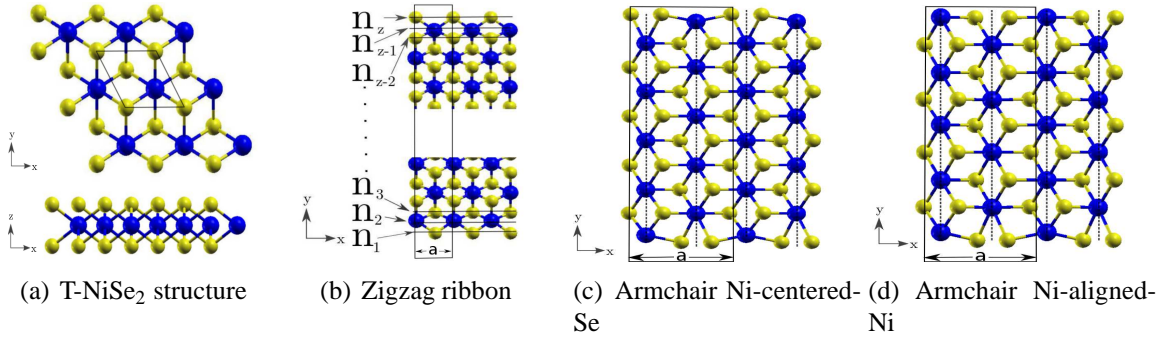 y
x
z
x
n z
n z-1
n z-2
n 3
n 2
n 1
y
x
a
y
x
a
y
x
a
(a) T-NiSe2 structure
(b) Zigzag ribbon
(c) Armchair Ni-centered-
Se
(d) Armchair Ni-aligned-
Ni